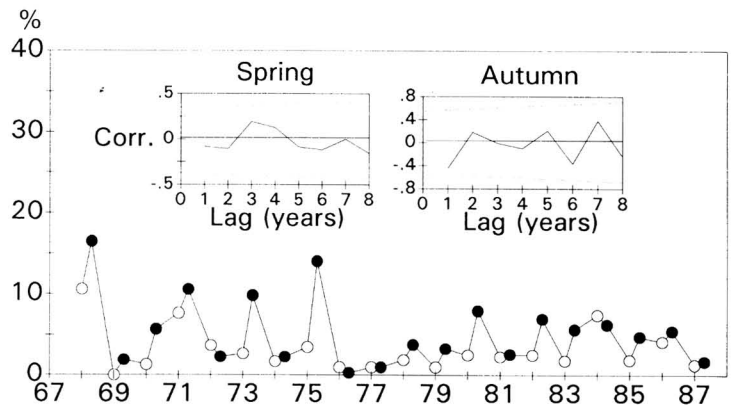 %
40
30
20
10
0
67 69 71 73 75 77 79 81 83 85 87
Spring
.5
Corr. 0
-.5
0 1 2 3 4 5 6 7 8
Lag (years)
Autumn
.8
.4
0
-.4
-.8
0 1 2 3 4 5 6 7 8
Lag (years)